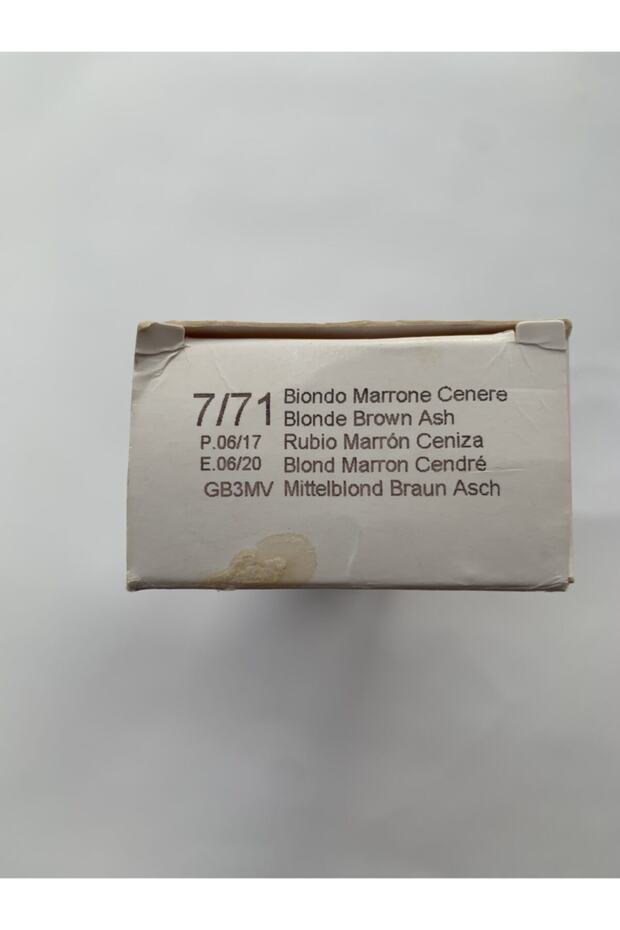 7/71 Biondo Marrone Cenere
Blonde Brown Ash
P.06/17 Rubio Marrón Ceniza
E.06/20 Blond Marron Cendré
GB3MV Mittelblond Braun Asch